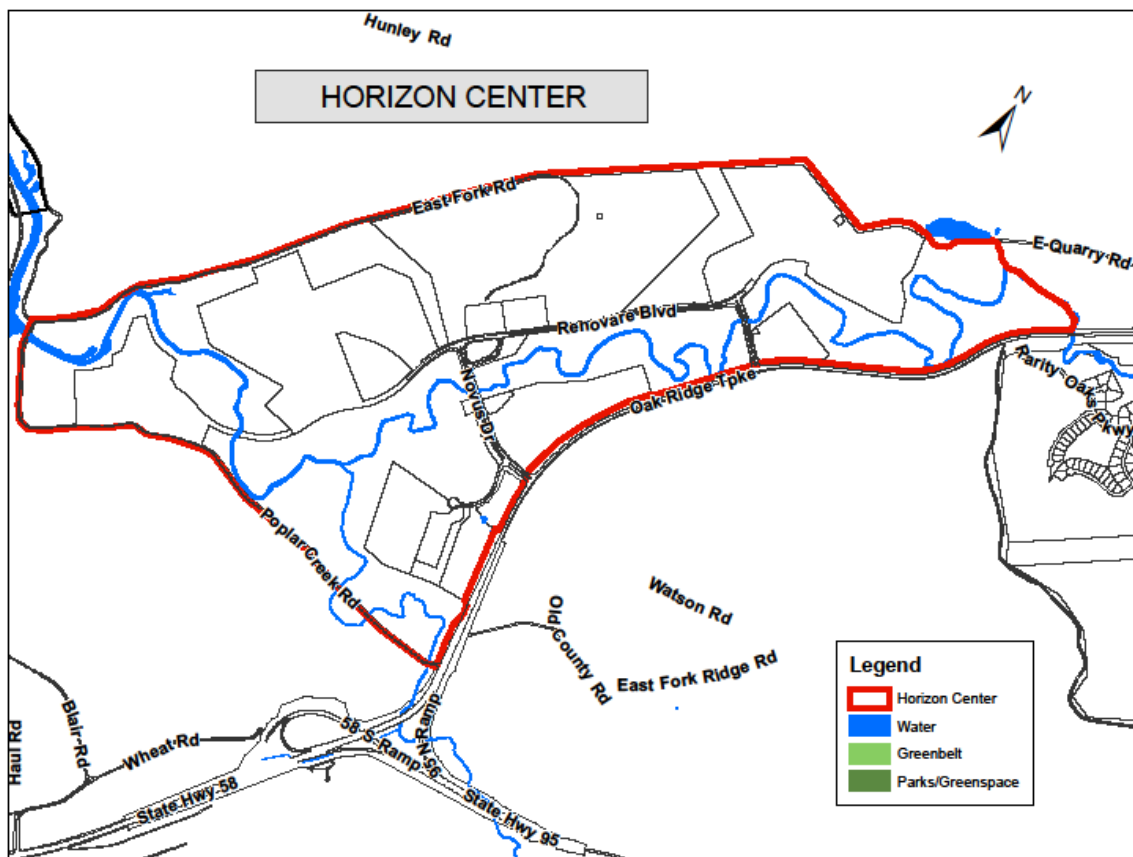 Hunley Rd
HORIZON CENTER
N
East Fork Rd
E Quarry Rd
Renovare Blvd
Rarity Oaks Pkwy
Novus Dr
Oak Ridge Tpke
Poplar Creek Rd
Watson Rd
Old
County Rd
East Fork Ridge Rd
Legend
Horizon Center
Water
Greenbelt
Parks/Greenspace
Haul Rd
Blair Rd
Wheat Rd
58 S Ramp
95 N Ramp
State Hwy 58
State Hwy 95